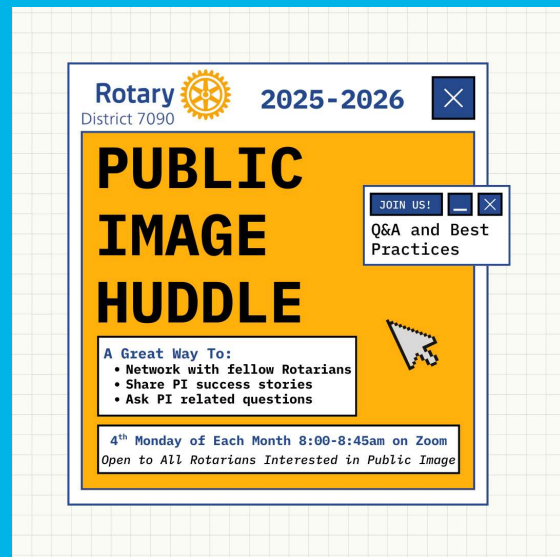 Rotary
District 7090
2025-2026
PUBLIC
IMAGE
HUDDLE
JOIN US!
Q&A and Best
Practices
A Great Way To:
• Network with fellow Rotarians
• Share PI success stories
• Ask PI related questions
4th Monday of Each Month 8:00-8:45am on Zoom
Open to All Rotarians Interested in Public Image